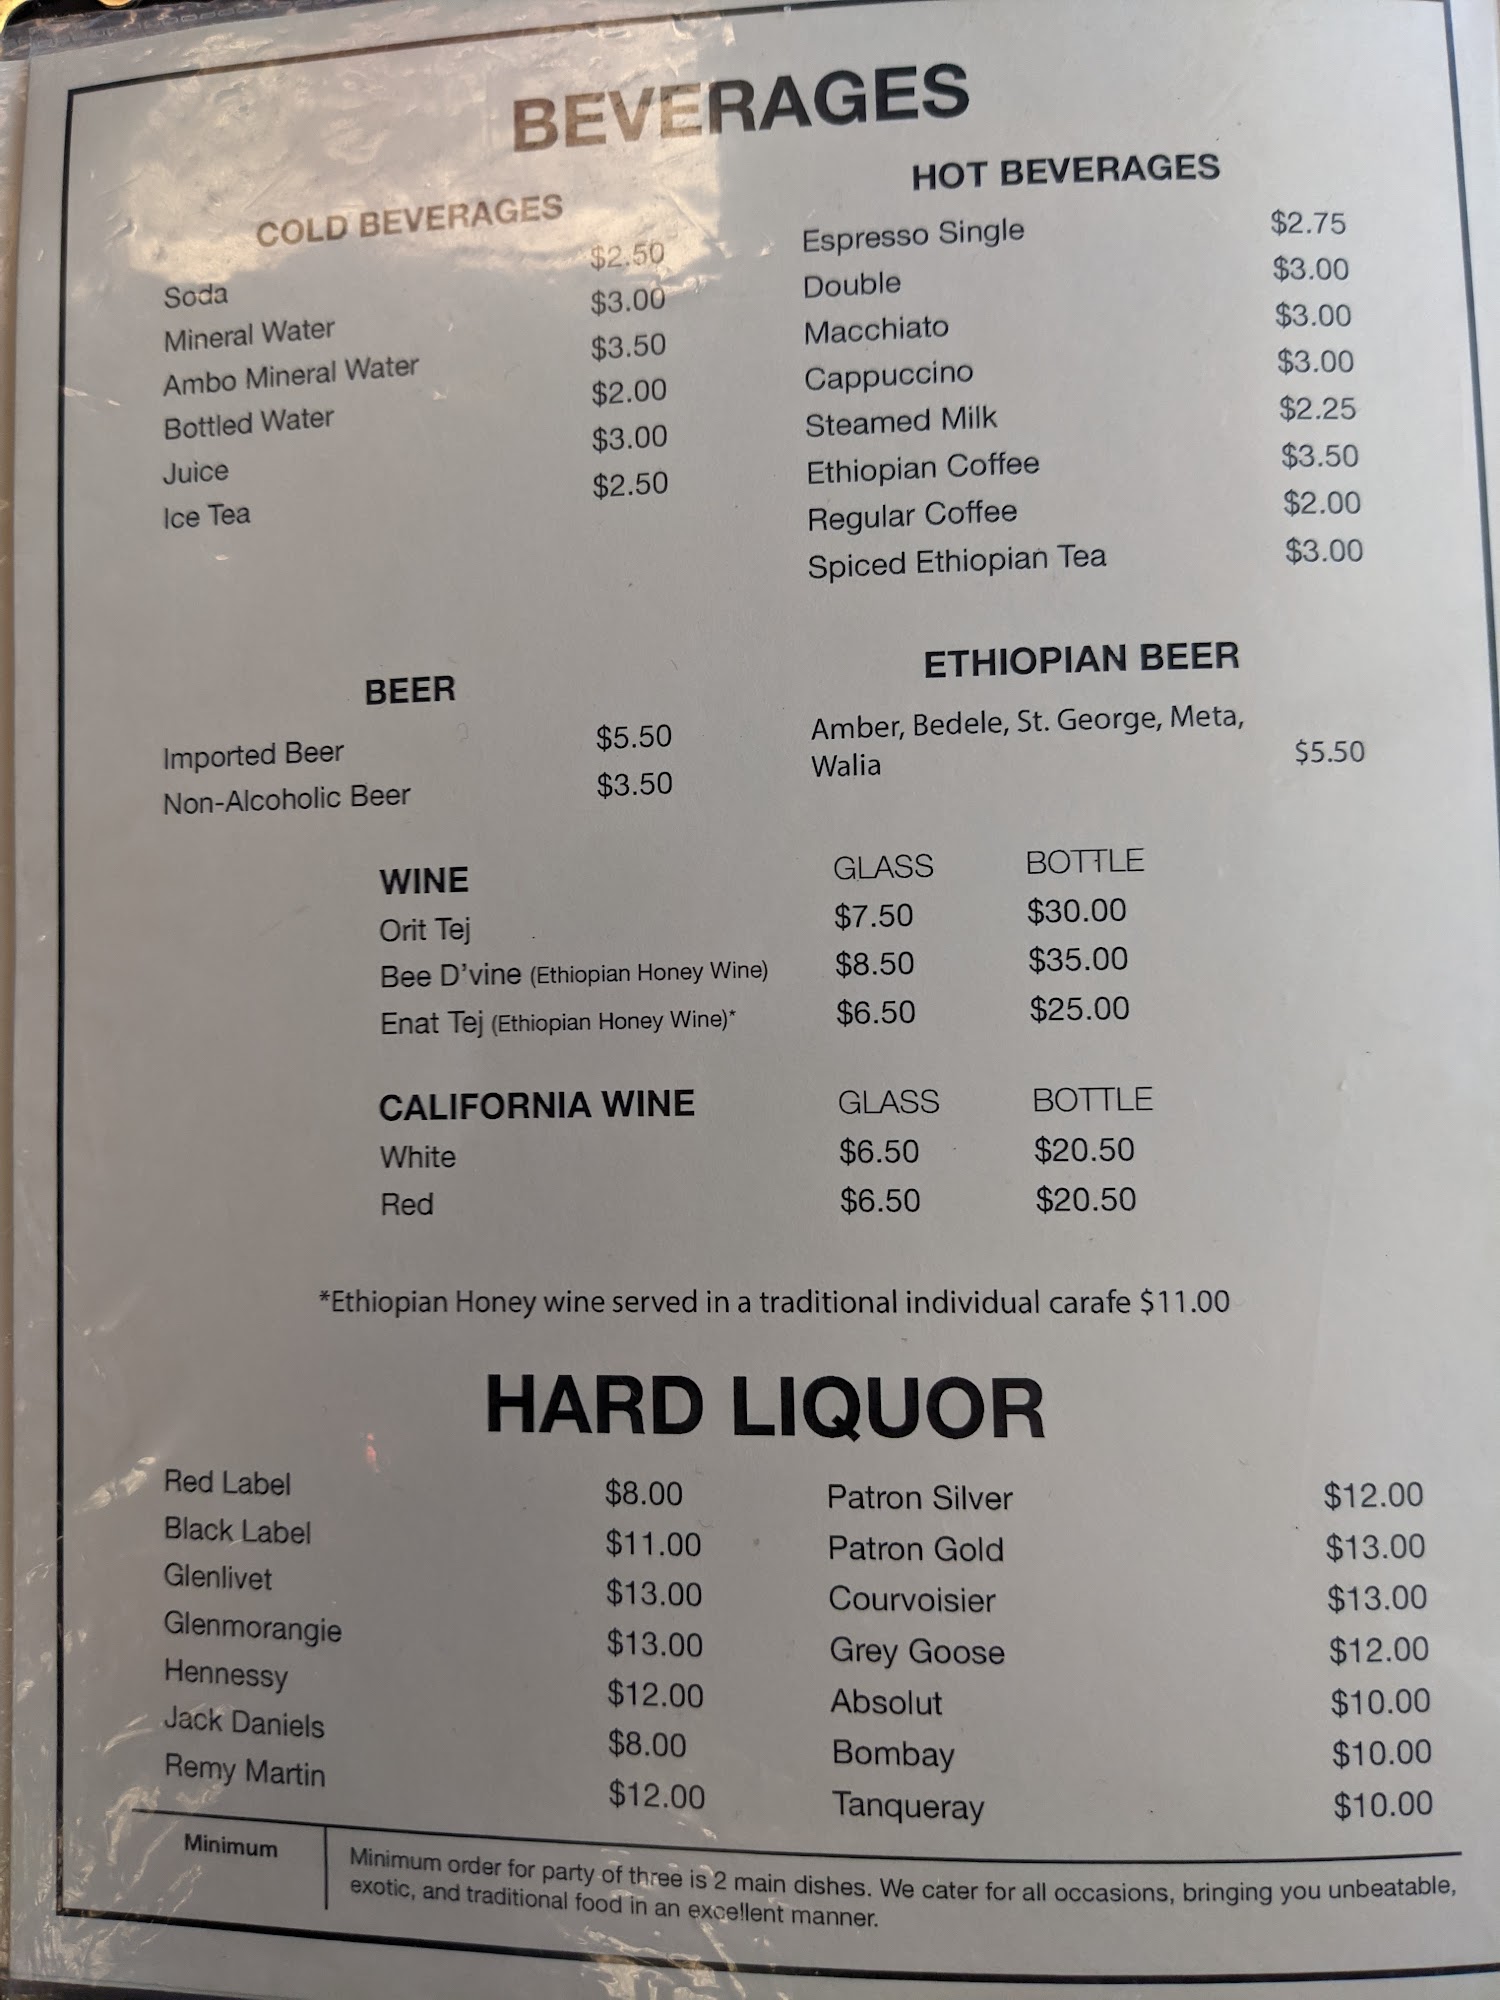 BEVERAGES
COLD BEVERAGES
Soda $2.50
Mineral Water $3.00
Ambo Mineral Water $3.50
Bottled Water $2.00
Juice $3.00
Ice Tea $2.50
HOT BEVERAGES
Espresso Single $2.75
Double $3.00
Macchiato $3.00
Cappuccino $3.00
Steamed Milk $2.25
Ethiopian Coffee $3.50
Regular Coffee $2.00
Spiced Ethiopian Tea $3.00
BEER
Imported Beer $5.50
Non-Alcoholic Beer $3.50
ETHIOPIAN BEER
Amber, Bedele, St. George, Meta,
Walia $5.50
WINE GLASS BOTTLE
Orit Tej $7.50 $30.00
Bee D'vine (Ethiopian Honey Wine) $8.50 $35.00
Enat Tej (Ethiopian Honey Wine)* $6.50 $25.00
CALIFORNIA WINE GLASS BOTTLE
White $6.50 $20.50
Red $6.50 $20.50
*Ethiopian Honey wine served in a traditional individual carafe $11.00
HARD LIQUOR
Red Label $8.00
Black Label $11.00
Glenlivet $13.00
Glenmorangie $13.00
Hennessy $12.00
Jack Daniels $8.00
Remy Martin $12.00
Patron Silver $12.00
Patron Gold $13.00
Courvoisier $13.00
Grey Goose $12.00
Absolut $10.00
Bombay $10.00
Tanqueray $10.00
Minimum
Minimum order for party of three is 2 main dishes. We cater for all occasions, bringing you unbeatable,
exotic, and traditional food in an excellent manner.